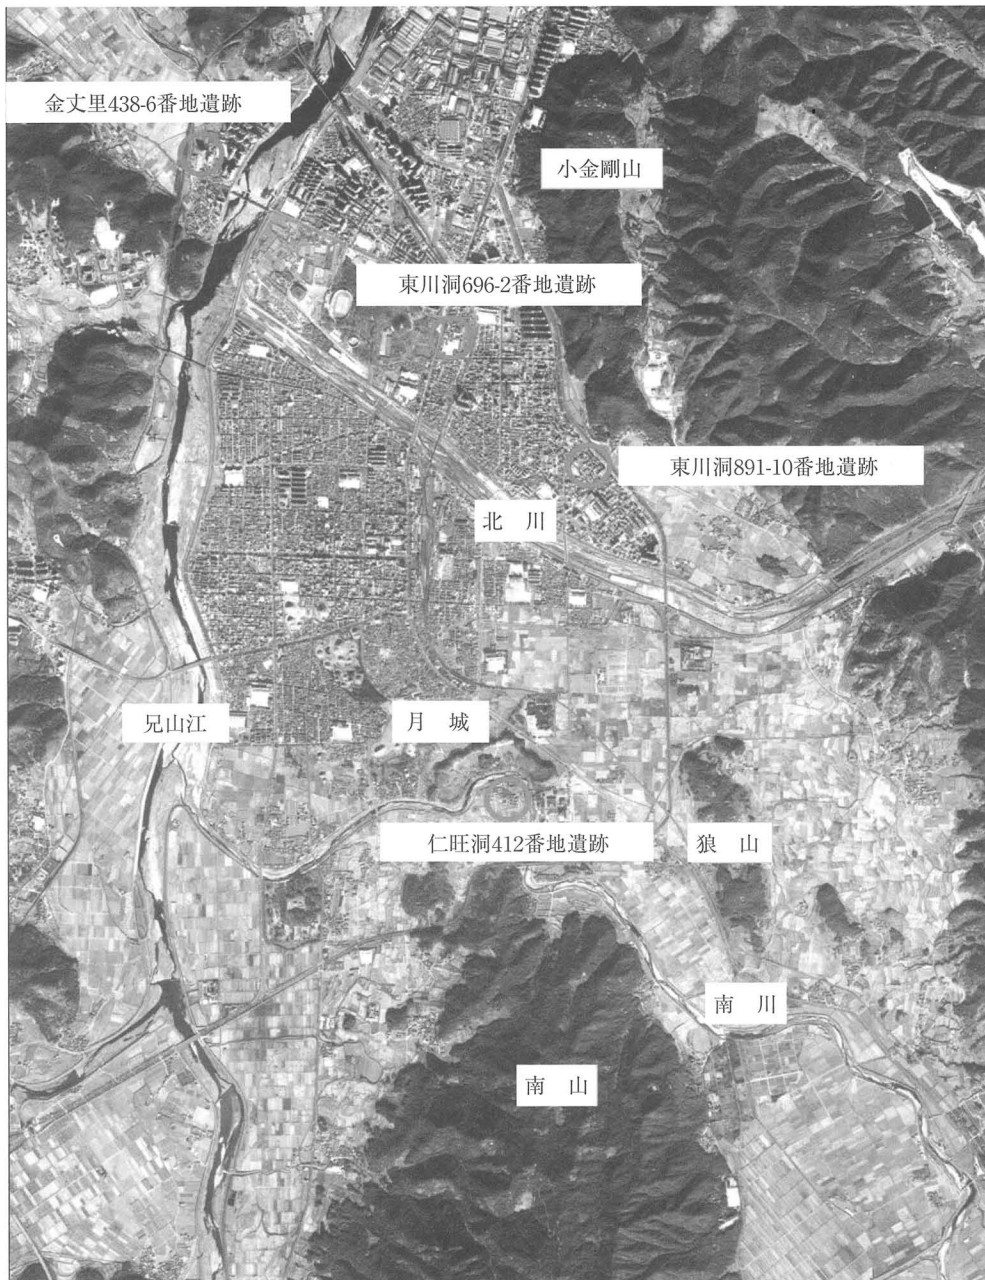 金丈里438-6番地遺跡
小金剛山
東川洞696-2番地遺跡
東川洞891-10番地遺跡
北　川
兄山江
月　城
仁旺洞412番地遺跡
狼　山
南　川
南　山